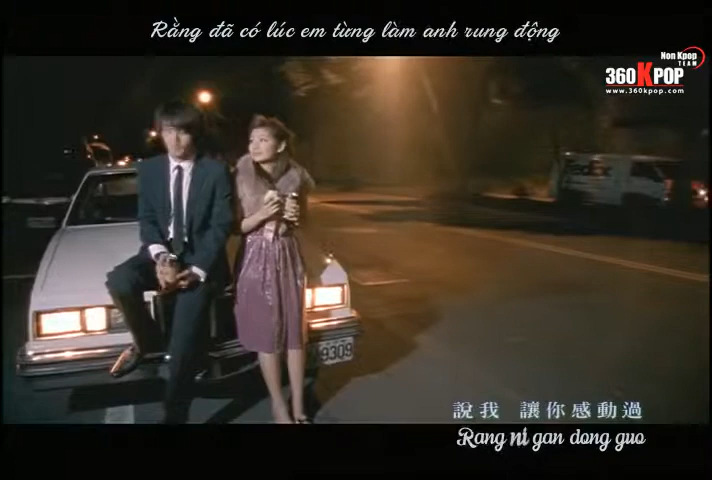 Rằng đã có lúc em từng làm anh rung động
Non Kpop
TEAM
360KPOP
www.360kpop.com
FedEx
9309
說我 讓你感動過
Rang ni gan dong guo